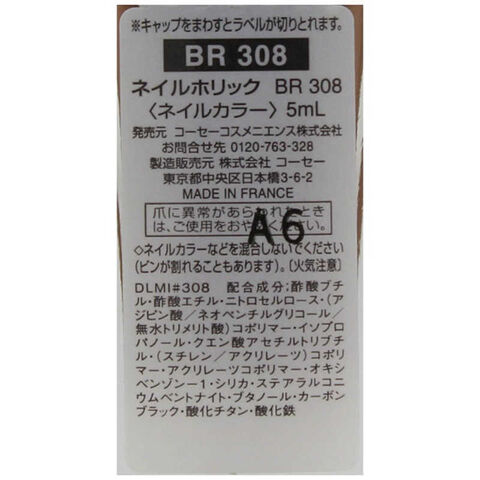 ※キャップをまわすとラベルが切りとれます。
BR 308
ネイルホリック BR 308
〈ネイルカラー〉 5mL
発売元 コーセーコスメニエンス株式会社
お問合せ先 0120-763-328
製造販売元 株式会社 コーセー
東京都中央区日本橋3-6-2
MADE IN FRANCE
爪に異常があらわれたとき
は、ご使用をおやめください。
A6
◇ネイルカラーなどを混合しないでください
(ビンが割れることもあります)。〔火気注意〕
DLMI#308 配合成分:酢酸ブチ
ル・酢酸エチル・ニトロセルロース・(ア
ジピン酸/ネオペンチルグリコール/
無水トリメリト酸)コポリマー・イソプロ
パノール・クエン酸アセチルトリブチ
ル・(スチレン/アクリレーツ)コポリ
マー・アクリレーツコポリマー・オキシ
ベンゾン-1・シリカ・ステアラルコニ
ウムベントナイト・ブタノール・カーボン
ブラック・酸化チタン・酸化鉄